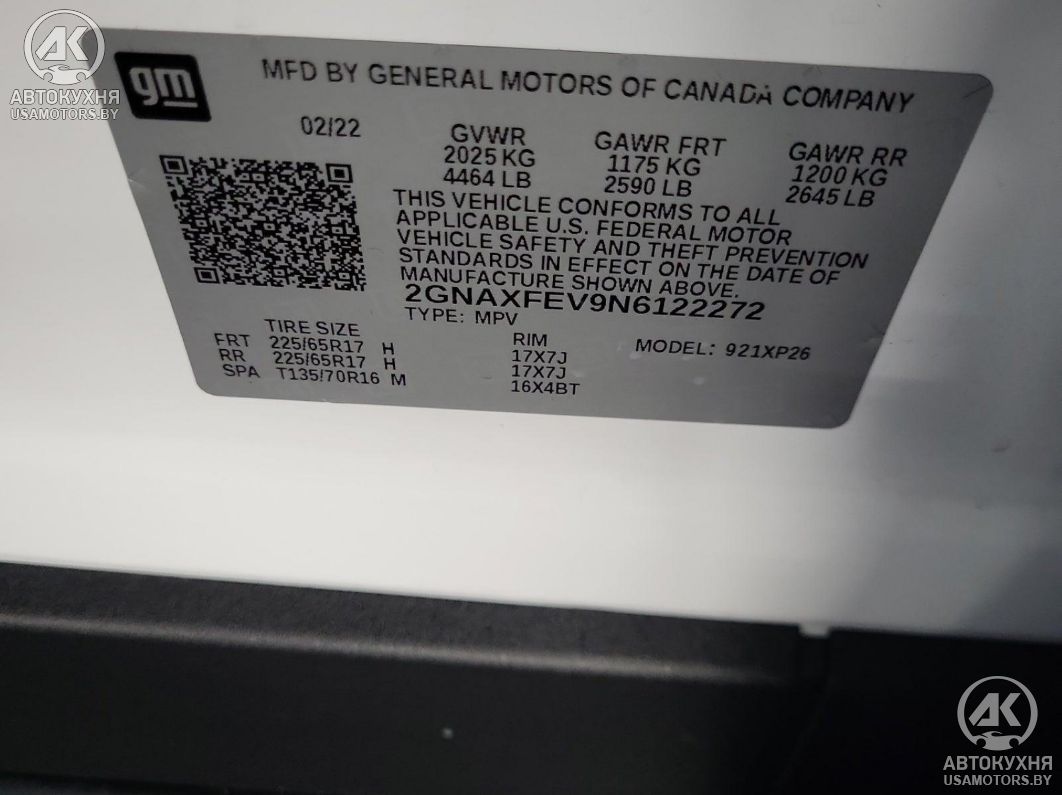 АВТОКУХНЯ
USAMOTORS.BY
gm
MFD BY GENERAL MOTORS OF CANADA COMPANY
02/22
GVWR GAWR FRT GAWR RR
2025 KG 1175 KG 1200 KG
4464 LB 2590 LB 2645 LB
THIS VEHICLE CONFORMS TO ALL
APPLICABLE U.S. FEDERAL MOTOR
VEHICLE SAFETY AND THEFT PREVENTION
STANDARDS IN EFFECT ON THE DATE OF
MANUFACTURE SHOWN ABOVE.
2GNAXFEV9N6122272
TYPE: MPV
TIRE SIZE RIM MODEL: 921XP26
FRT 225/65R17 H 17X7J
RR 225/65R17 H 17X7J
SPA T135/70R16 M 16X4BT
АК
АВТОКУХНЯ
USAMOTORS.BY